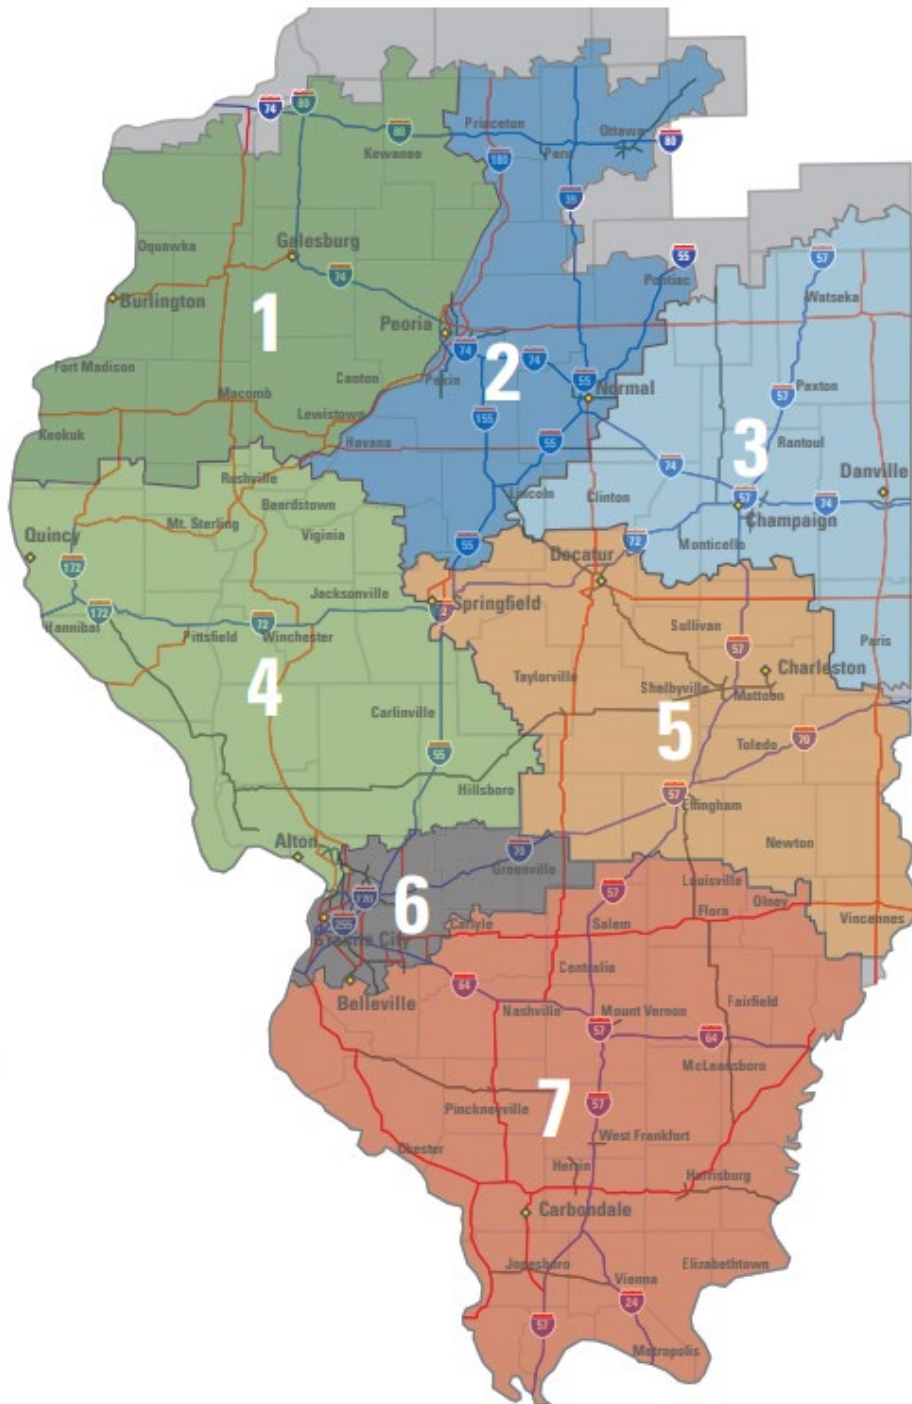 74
80
80
Princeton
Ottawa
80
Kewanee
180
Peru
39
Oquawka
Galesburg
55
57
74
Pontiac
Watseka
Burlington
1
Peoria
2
74
74
Fort Madison
Canton
Pekin
55
Normal
57
Paxton
Macomb
Lewistown
155
Keokuk
Havana
55
3
Rantoul
Rushville
74
Danville
Beardstown
Lincoln
Clinton
57
74
Mt. Sterling
Champaign
Quincy
Virginia
55
72
Monticello
172
Decatur
Jacksonville
Springfield
172
72
Hannibal
Pittsfield
Winchester
Sullivan
57
Paris
4
Taylorville
Shelbyville
Charleston
Mattoon
Carlinville
5
70
Toledo
55
Hillsboro
57
Effingham
Alton
70
Greenville
Newton
6
270
57
Louisville
255
Carlyle
Salem
Flora
Olney
Vincennes
Granite City
Centralia
Belleville
64
Nashville
Mount Vernon
Fairfield
57
64
McLeansboro
7
57
Pinckneyville
West Frankfort
Chester
Herrin
Harrisburg
Carbondale
Jonesboro
Vienna
Elizabethtown
24
57
Metropolis